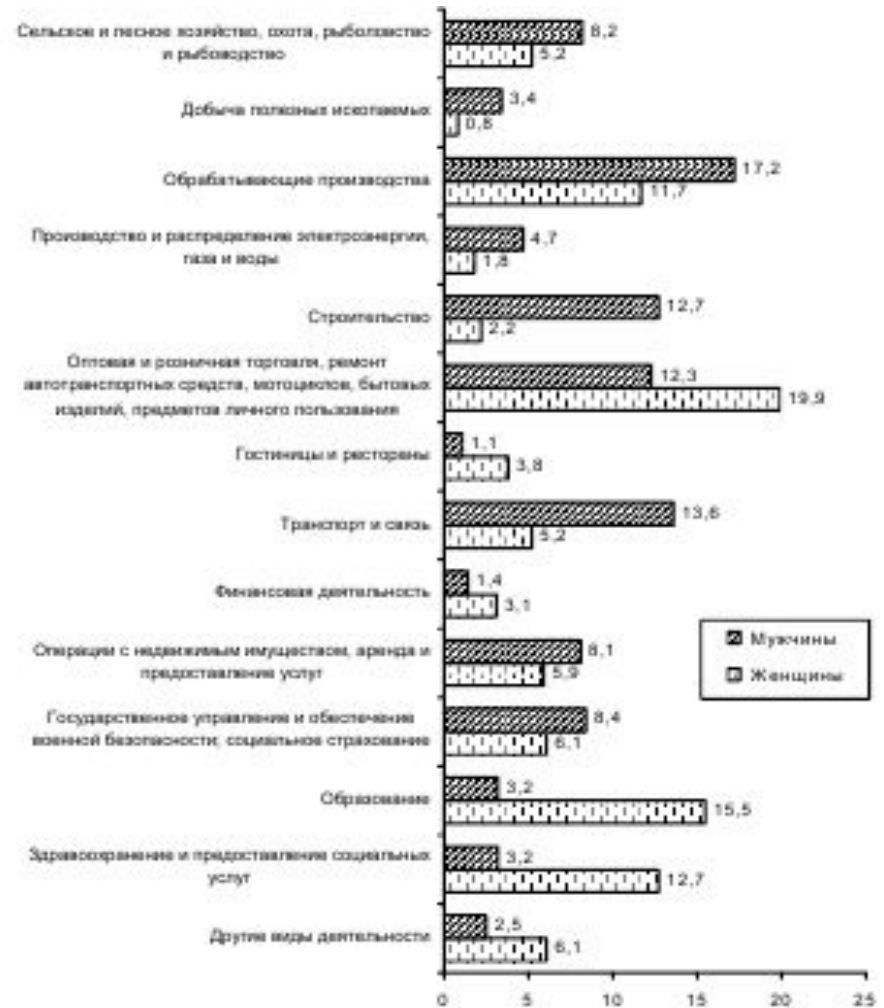 Сельское и лесное хозяйство, охота, рыболовство
и рыбоводство
8,2
5,2
Добыча полезных ископаемых
3,4
0,8
Обрабатывающие производства
17,2
11,7
Производство и распределение электроэнергии,
газа и воды
4,7
1,8
Строительство
12,7
2,2
Оптовая и розничная торговля, ремонт
автотранспортных средств, мотоциклов, бытовых
изделий, предметов личного пользования
12,3
19,9
Гостиницы и рестораны
1,1
3,8
Транспорт и связь
13,6
5,2
Финансовая деятельность
1,4
3,1
Операции с недвижимым имуществом, аренда и
предоставление услуг
8,1
5,9
Мужчины
Женщины
Государственное управление и обеспечение
военной безопасности; социальное страхование
8,4
6,1
Образование
3,2
15,5
Здравоохранение и предоставление социальных
услуг
3,2
12,7
Другие виды деятельности
2,5
6,1
0 5 10 15 20 25